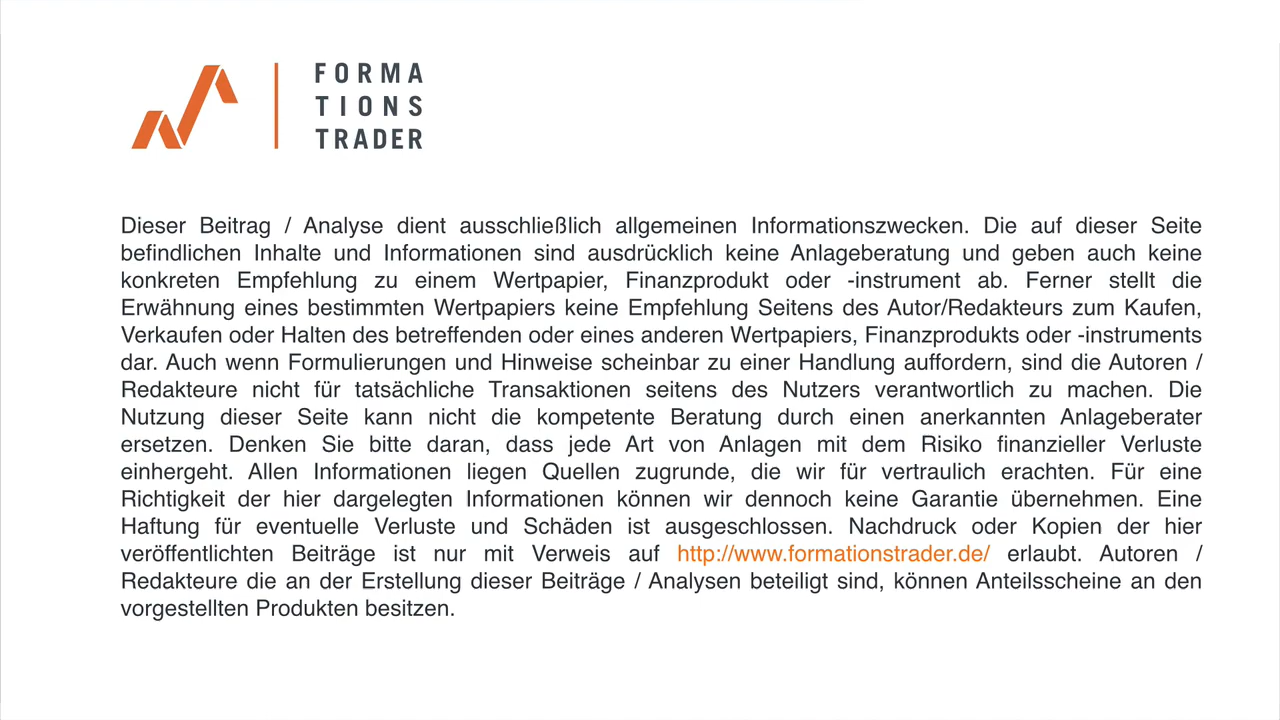 FORMA
TIONS
TRADER
Dieser Beitrag / Analyse dient ausschließlich allgemeinen Informationszwecken. Die auf dieser Seite
befindlichen Inhalte und Informationen sind ausdrücklich keine Anlageberatung und geben auch keine
konkreten Empfehlung zu einem Wertpapier, Finanzprodukt oder -instrument ab. Ferner stellt die
Erwähnung eines bestimmten Wertpapiers keine Empfehlung Seitens des Autor/Redakteurs zum Kaufen,
Verkaufen oder Halten des betreffenden oder eines anderen Wertpapiers, Finanzprodukts oder -instruments
dar. Auch wenn Formulierungen und Hinweise scheinbar zu einer Handlung auffordern, sind die Autoren /
Redakteure nicht für tatsächliche Transaktionen seitens des Nutzers verantwortlich zu machen. Die
Nutzung dieser Seite kann nicht die kompetente Beratung durch einen anerkannten Anlageberater
ersetzen. Denken Sie bitte daran, dass jede Art von Anlagen mit dem Risiko finanzieller Verluste
einhergeht. Allen Informationen liegen Quellen zugrunde, die wir für vertraulich erachten. Für eine
Richtigkeit der hier dargelegten Informationen können wir dennoch keine Garantie übernehmen. Eine
Haftung für eventuelle Verluste und Schäden ist ausgeschlossen. Nachdruck oder Kopien der hier
veröffentlichten Beiträge ist nur mit Verweis auf http://www.formationstrader.de/ erlaubt. Autoren /
Redakteure die an der Erstellung dieser Beiträge / Analysen beteiligt sind, können Anteilsscheine an den
vorgestellten Produkten besitzen.